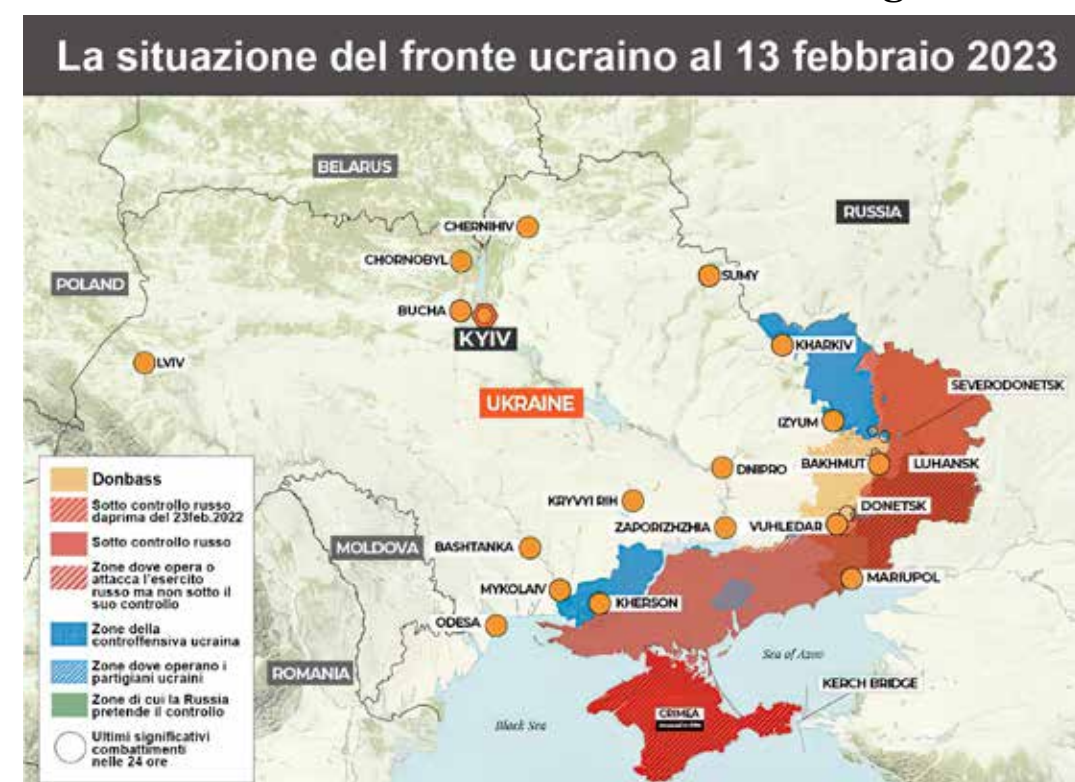 La situazione del fronte ucraino al 13 febbraio 2023
BELARUS
RUSSIA
CHERNIHIV
CHORNOBYL
SUMY
POLAND
BUCHA
KYIV
KHARKIV
LVIV
SEVERODONETSK
UKRAINE
IZYUM
BAKHMUT
LUHANSK
DNIPRO
KRYVYI RIH
DONETSK
ZAPORIZHZHIA
VUHLEDAR
MOLDOVA
BASHTANKA
MARIUPOL
MYKOLAIV
KHERSON
ODESA
Sea of Azov
ROMANIA
KERCH BRIDGE
CRIMEA
Black Sea
Donbass
Sotto controllo russo
daprima del 23feb.2022
Sotto controllo russo
Zone dove opera o
attacca l'esercito
russo ma non sotto il
suo controllo
Zone della
controffensiva ucraina
Zone dove operano i
partigiani ucraini
Zone di cui la Russia
pretende il controllo
Ultimi significativi
combattimenti
nelle 24 ore